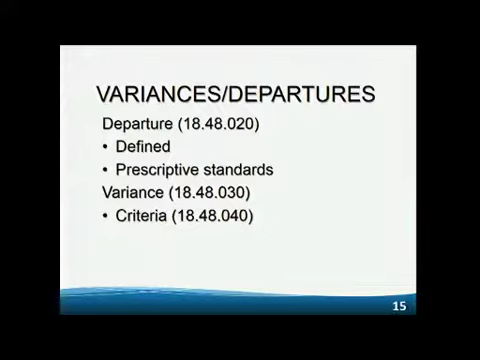 VARIANCES/DEPARTURES
Departure (18.48.020)
• Defined
• Prescriptive standards
Variance (18.48.030)
• Criteria (18.48.040)
15